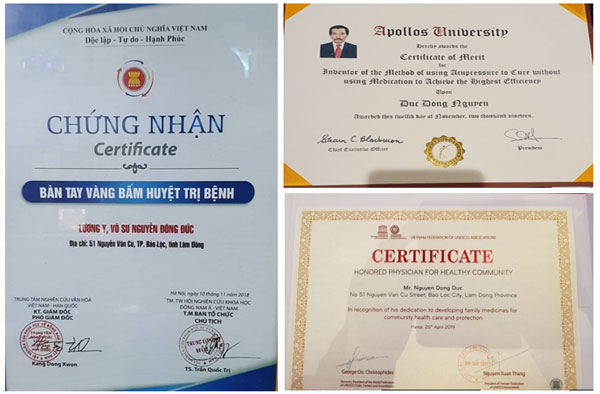 CỘNG HÒA XÃ HỘI CHỦ NGHĨA VIỆT NAM
Độc lập - Tự do - Hạnh Phúc
CHỨNG NHẬN
Certificate
BÀN TAY VÀNG BẤM HUYỆT TRỊ BỆNH
LƯƠNG Y, VÕ SƯ NGUYỄN ĐÔNG ĐỨC
Địa chỉ: 51 Nguyễn Văn Cu, TP. Bảo Lộc, tỉnh Lâm Đồng
Hà Nội, ngày 10/11 năm 2018
TRUNG TÂM NGHIÊN CỨU VĂN HÓA
VIỆT NAM - HÀN QUỐC
KT. GIÁM ĐỐC
PHÓ GIÁM ĐỐC
Kang Dong Kwon
TM. TW HỘI NGHIÊN CỨU KHOA HỌC
ĐÔNG NAM Á - VIỆT NAM
T.M BAN TỔ CHỨC
CHỦ TỊCH
TS. Trần Quốc Trị
Apollos University
Hereby awards the
Certificate of Merit
for
Inventor of the Method of using Acupressure to Cure without
using Medication to Achieve the Highest Efficiency
Upon
Duc Dong Nguyen
Awarded this twelfth day of November, two thousand nineteen.
Chief Executive Officer
President
VIETNAM FEDERATION OF UNESCO ASSOCIATIONS
CERTIFICATE
HONORED PHYSICIAN FOR HEALTHY COMMUNITY
Mr. Nguyen Dong Duc
No 51 Nguyen Van Cu Street, Bao Loc City, Lam Dong Province
In recognition of his dedication to developing family medicines for
community health care and protection.
Hanoi, 20th April 2019
George On. Christophides
Nguyen Xuan Thang